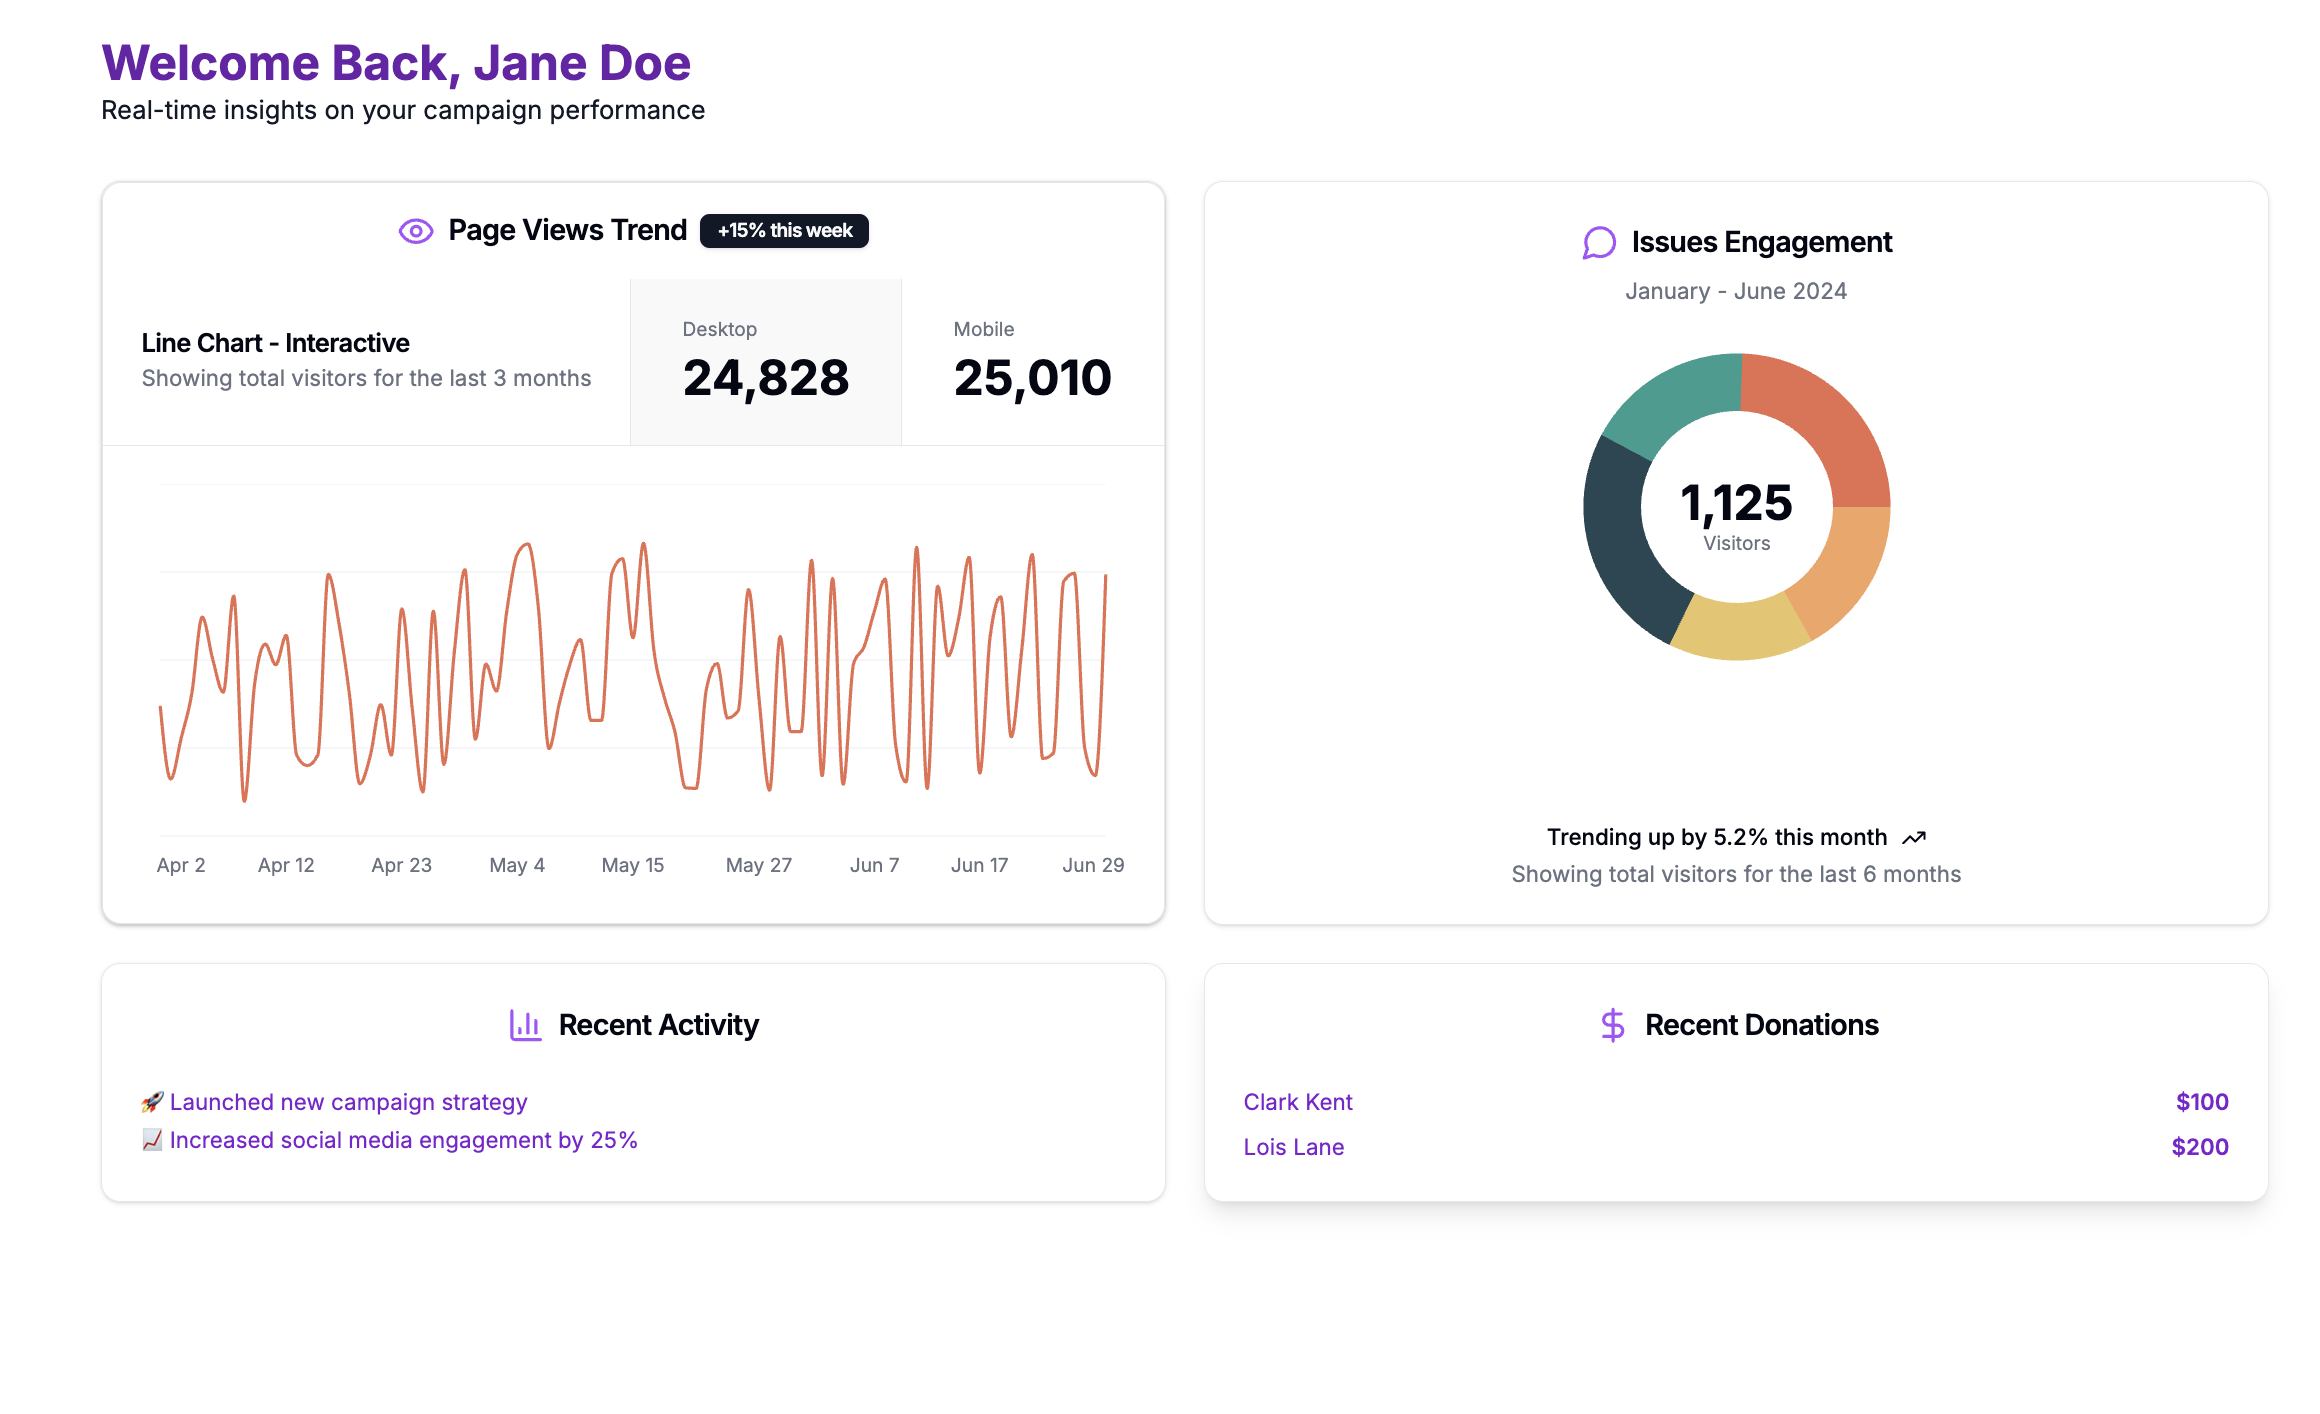 Welcome Back, Jane Doe
Real-time insights on your campaign performance
Page Views Trend
+15% this week
Line Chart - Interactive
Showing total visitors for the last 3 months
Desktop
24,828
Mobile
25,010
Apr 2 Apr 12 Apr 23 May 4 May 15 May 27 Jun 7 Jun 17 Jun 29
Issues Engagement
January - June 2024
1,125
Visitors
Trending up by 5.2% this month
Showing total visitors for the last 6 months
Recent Activity
🚀 Launched new campaign strategy
📈 Increased social media engagement by 25%
Recent Donations
Clark Kent $100
Lois Lane $200